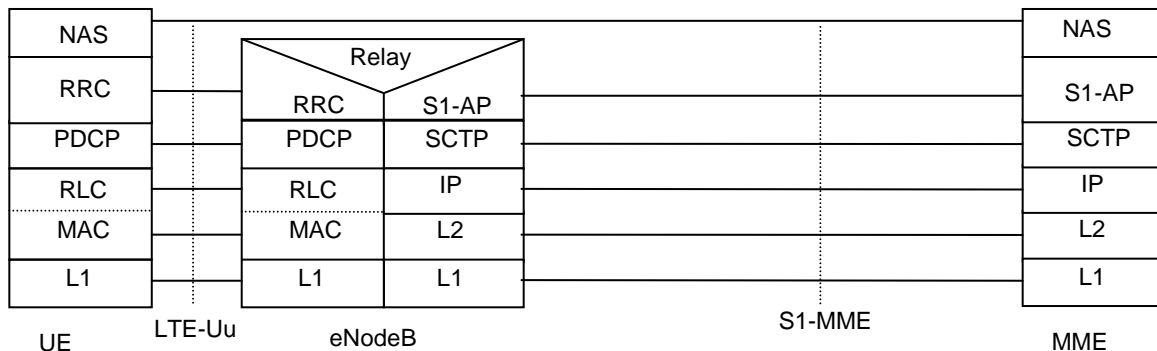 NAS
NAS
Relay
RRC
RRC
S1-AP
S1-AP
PDCP
PDCP
SCTP
SCTP
RLC
RLC
IP
IP
MAC
MAC
L2
L2
L1
L1
L1
L1
UE
LTE-Uu
eNodeB
S1-MME
MME